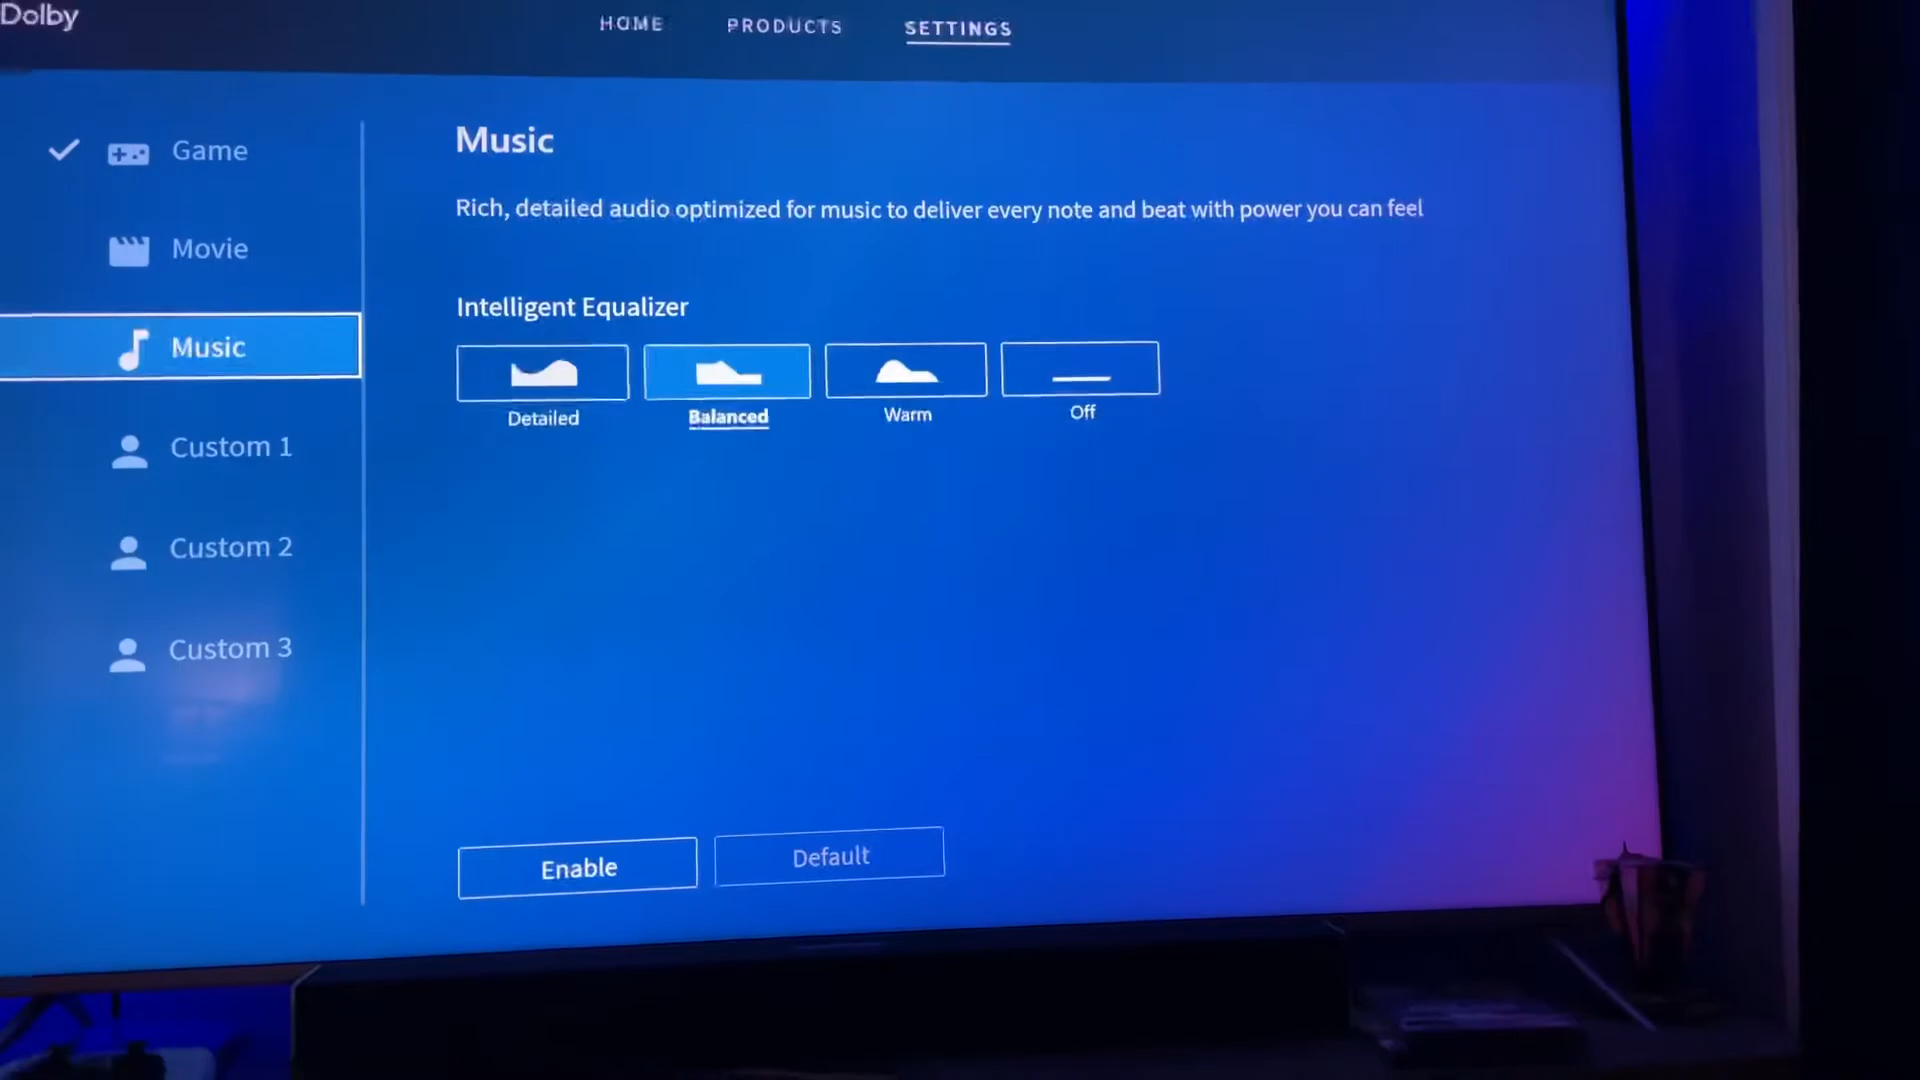 Dolby
HOME PRODUCTS SETTINGS
Game
Movie
Music
Custom 1
Custom 2
Custom 3
Music
Rich, detailed audio optimized for music to deliver every note and beat with power you can feel
Intelligent Equalizer
Detailed Balanced Warm Off
Enable Default